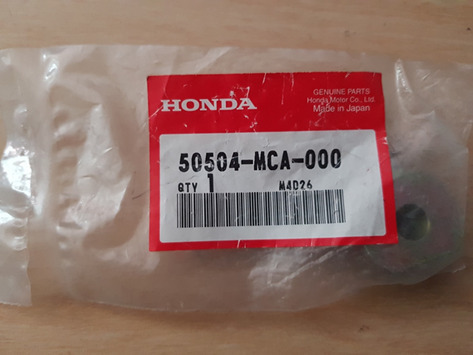 HONDA
GENUINE PARTS
Honda Motor Co., Ltd.
Made in Japan
50504-MCA-000
QTY 1 M4D26